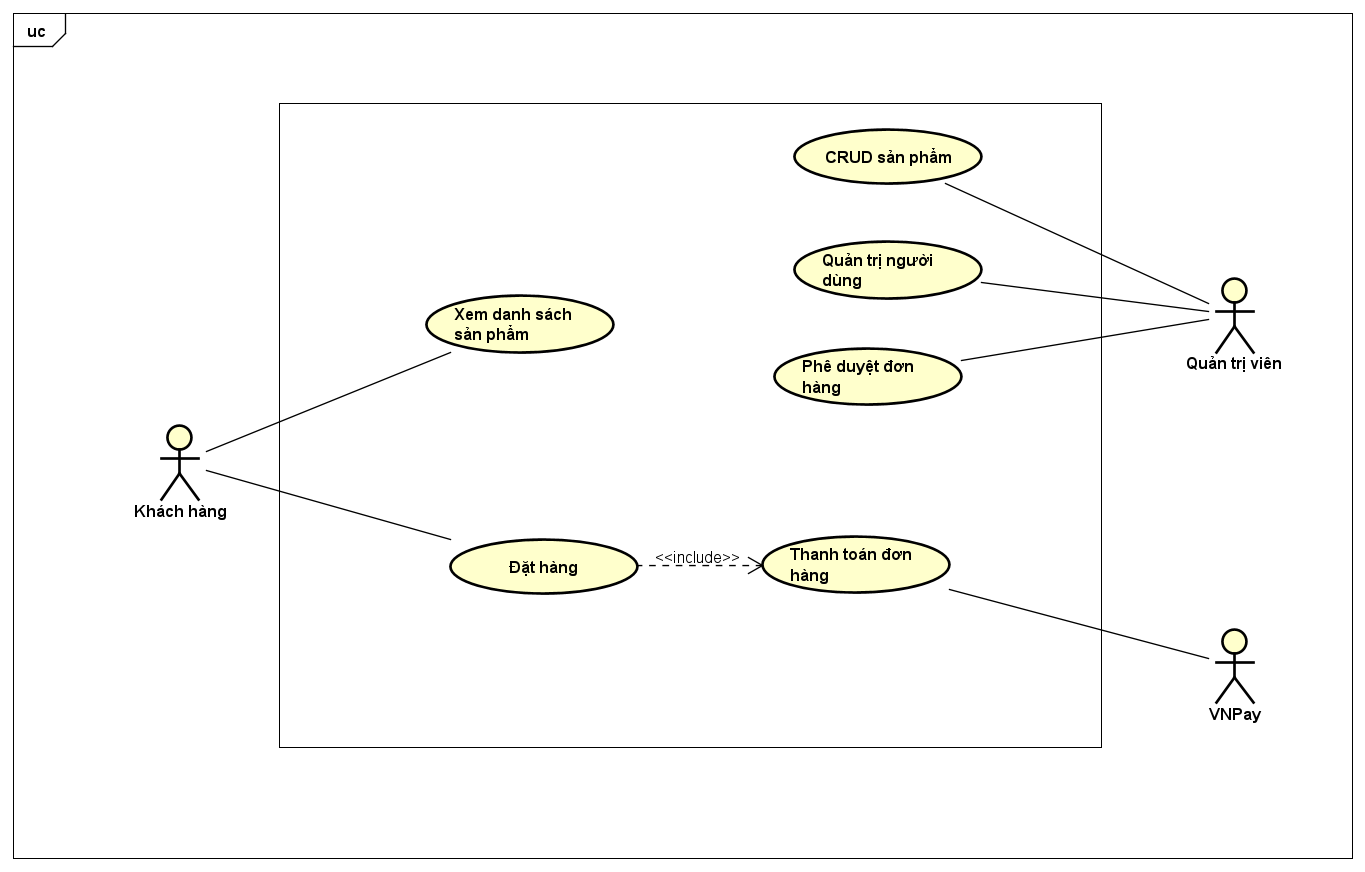 uc
CRUD sản phẩm
Quản trị người
dùng
Xem danh sách
sản phẩm
Phê duyệt đơn
hàng
Quản trị viên
Khách hàng
Đặt hàng
<<include>>
Thanh toán đơn
hàng
VNPay